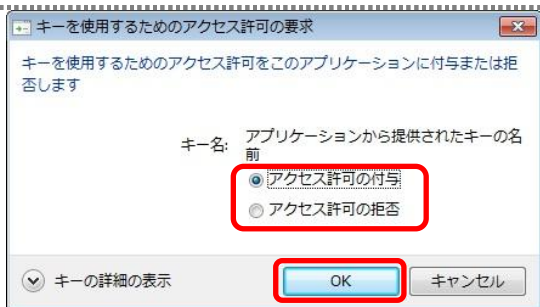 キーを使用するためのアクセス許可の要求
キーを使用するためのアクセス許可をこのアプリケーションに付与または拒
否します
キー名: アプリケーションから提供されたキーの名
前
アクセス許可の付与
アクセス許可の拒否
キーの詳細の表示 OK キャンセル